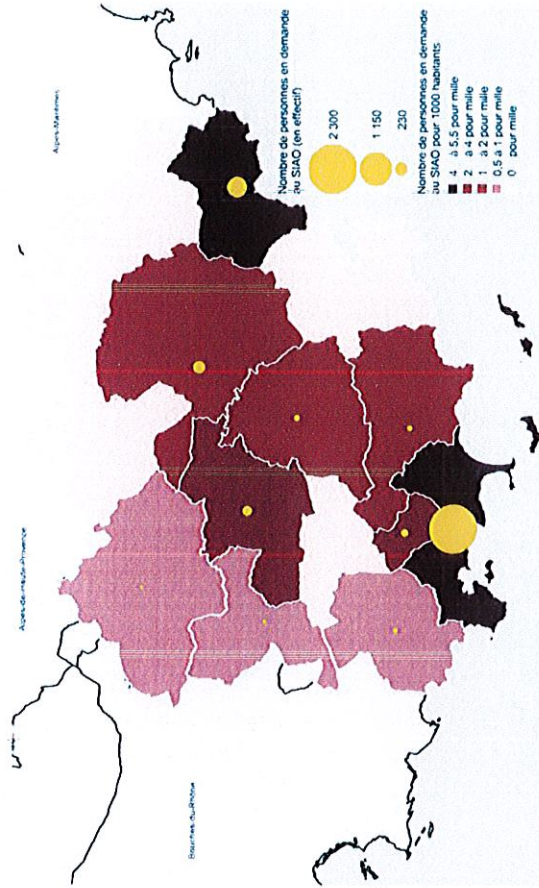 Alpes-de-Haute-Provence
Alpes-Maritimes
Bouches-du-Rhône
Nombre de personnes en demande
au SIAO (en effectif)
2 300
1 150
230
Nombre de personnes en demande
au SIAO pour 1000 habitants
4 à 5,5 pour mille
2 à 4 pour mille
1 à 2 pour mille
0,5 à 1 pour mille
0 pour mille